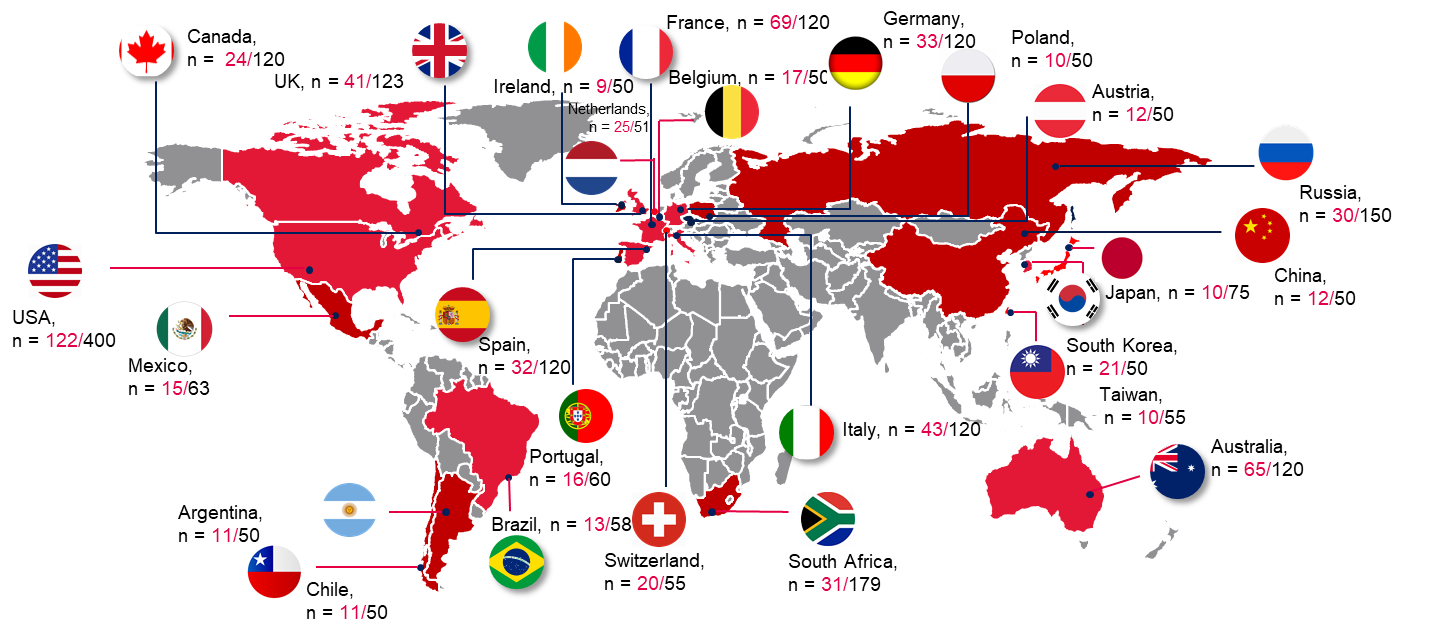 Canada,
n = 24/120
UK, n = 41/123
Ireland, n = 9/50
France, n = 69/120
Belgium, n = 17/50
Netherlands,
n = 25/51
Germany,
n = 33/120
Poland,
n = 10/50
Austria,
n = 12/50
Russia,
n = 30/150
China,
n = 12/50
Japan, n = 10/75
South Korea,
n = 21/50
Taiwan,
n = 10/55
USA,
n = 122/400
Mexico,
n = 15/63
Spain,
n = 32/120
Portugal,
n = 16/60
Italy, n = 43/120
Australia,
n = 65/120
Argentina,
n = 11/50
Brazil, n = 13/58
Switzerland,
n = 20/55
South Africa,
n = 31/179
Chile,
n = 11/50